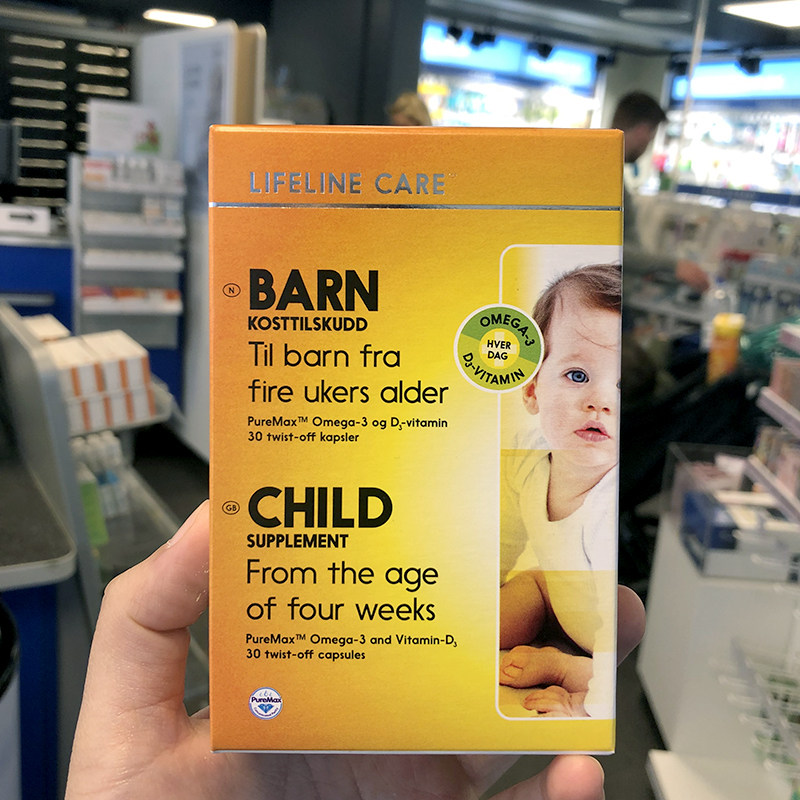 LIFELINE CARE
N
BARN
KOSTTILSKUDD
Til barn fra
fire ukers alder
PureMax™ Omega-3 og D₃-vitamin
30 twist-off kapsler
OMEGA-3
HVER
DAG
D₃-VITAMIN
GB
CHILD
SUPPLEMENT
From the age
of four weeks
PureMax™ Omega-3 and Vitamin-D₃
30 twist-off capsules
PureMax